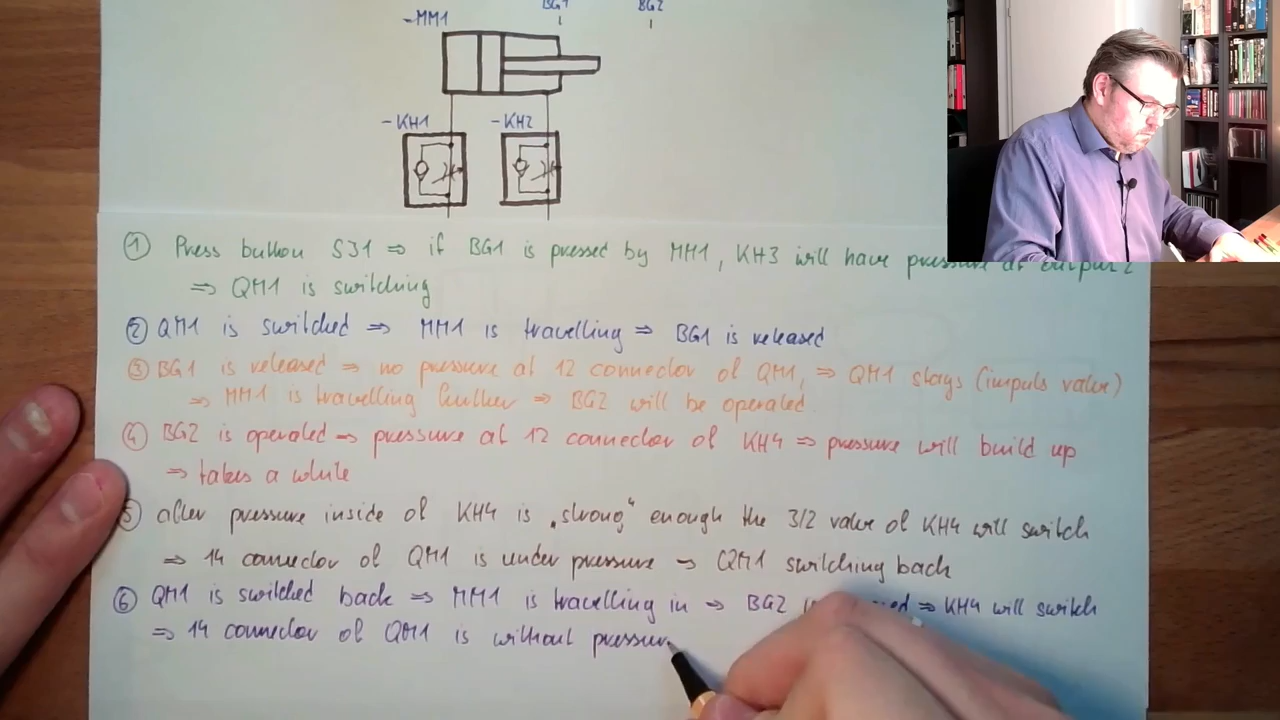 BG1 BG2
-MM1
-KH1 -KH2
① Press button SJ1 ⇒ if BG1 is pressed by MM1, KH3 will have pressure at output 2
⇒ QM1 is switching
② QM1 is switched ⇒ MM1 is travelling ⇒ BG1 is released
③ BG1 is released ⇒ no pressure at 12 connector of QM1, ⇒ QM1 stays (impuls valve)
⇒ MM1 is travelling further ⇒ BG2 will be operated
④ BG2 is operated ⇒ pressure at 12 connector of KH4 ⇒ pressure will build up
⇒ takes a while
⑤ after pressure inside of KH4 is „strong“ enough the 3/2 valve of KH4 will switch
⇒ 14 connector of QM1 is under pressure → QM1 switching back
⑥ QM1 is switched back ⇒ MM1 is travelling in ⇒ BG2 ⇒ KH4 will switch
⇒ 14 connector of QM1 is without pressure